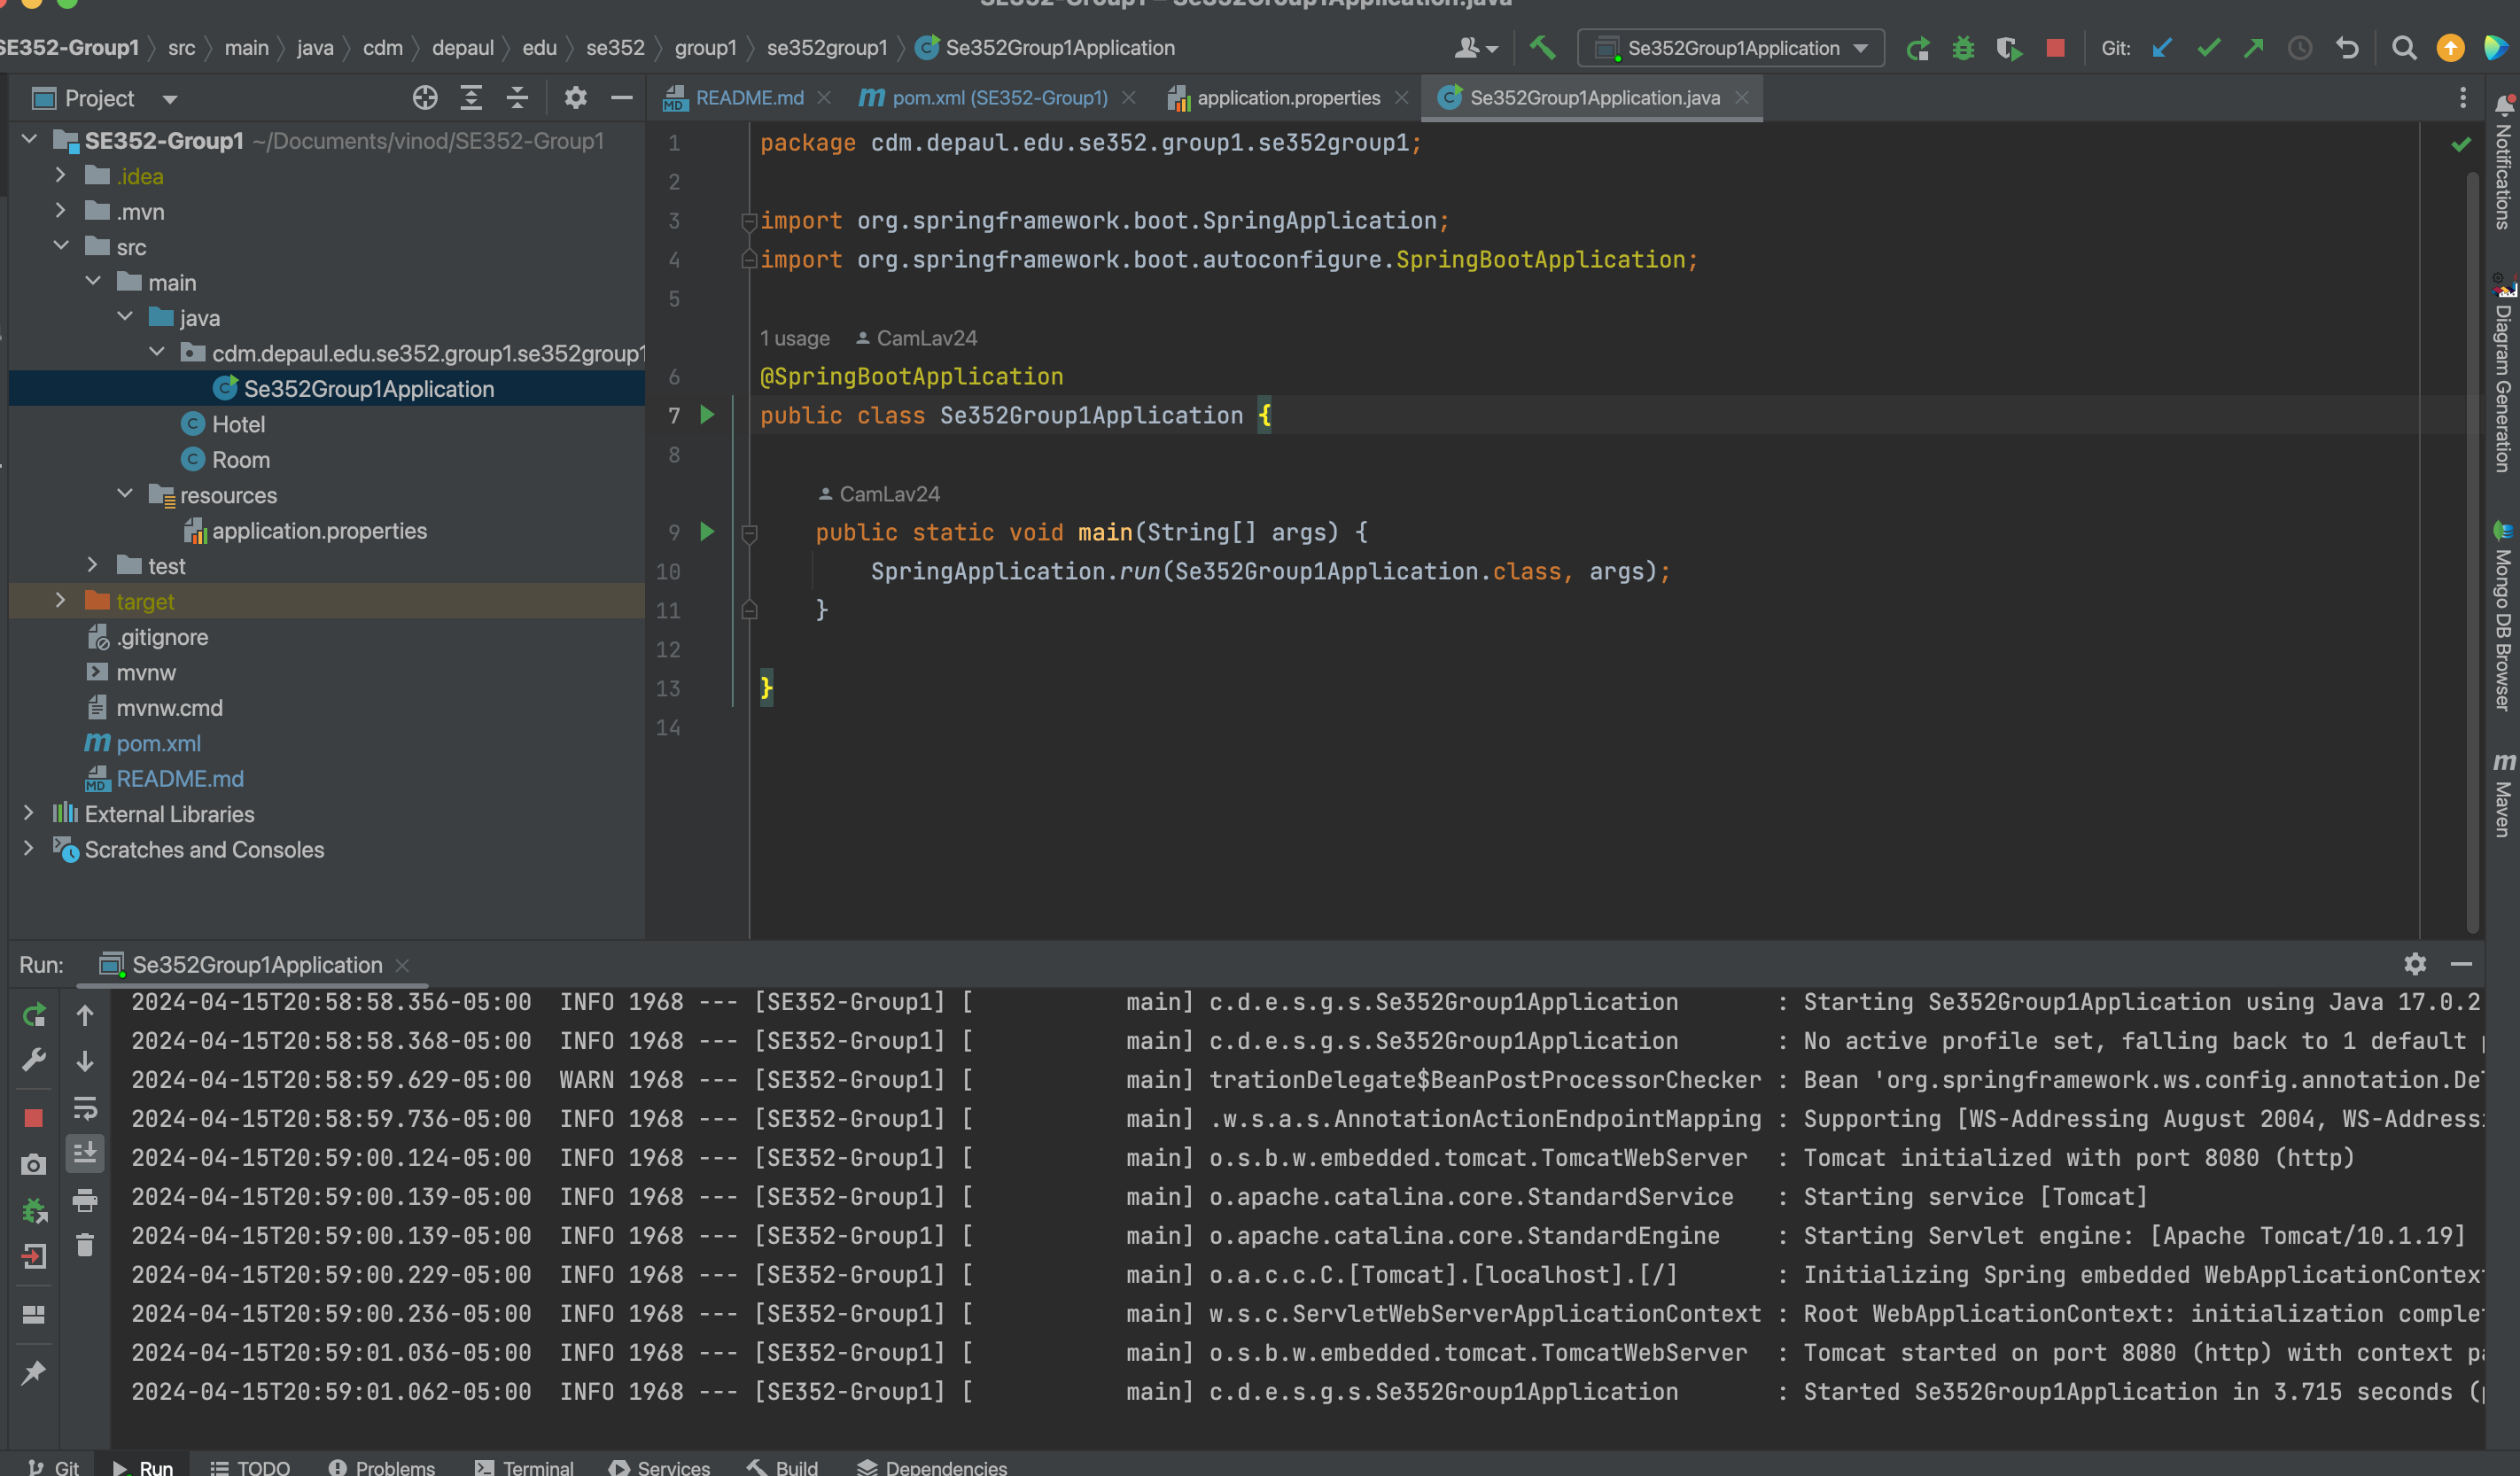 SE352-Group1 – Se352Group1Application.java
SE352-Group1 src main java cdm depaul edu se352 group1 se352group1 Se352Group1Application
Se352Group1Application Git:
Project
README.md pom.xml (SE352-Group1) application.properties Se352Group1Application.java
SE352-Group1 ~/Documents/vinod/SE352-Group1
.idea
.mvn
src
main
java
cdm.depaul.edu.se352.group1.se352group1
Se352Group1Application
Hotel
Room
resources
application.properties
test
target
.gitignore
mvnw
mvnw.cmd
pom.xml
README.md
External Libraries
Scratches and Consoles
1 package cdm.depaul.edu.se352.group1.se352group1;
2
3 import org.springframework.boot.SpringApplication;
4 import org.springframework.boot.autoconfigure.SpringBootApplication;
5
1 usage CamLav24
6 @SpringBootApplication
7 public class Se352Group1Application {
8
CamLav24
9 public static void main(String[] args) {
10 SpringApplication.run(Se352Group1Application.class, args);
11 }
12
13 }
14
Notifications
Diagram Generation
Mongo DB Browser
Maven
Run: Se352Group1Application
2024-04-15T20:58:58.356-05:00 INFO 1968 --- [SE352-Group1] [ main] c.d.e.s.g.s.Se352Group1Application : Starting Se352Group1Application using Java 17.0.2
2024-04-15T20:58:58.368-05:00 INFO 1968 --- [SE352-Group1] [ main] c.d.e.s.g.s.Se352Group1Application : No active profile set, falling back to 1 default
2024-04-15T20:58:59.629-05:00 WARN 1968 --- [SE352-Group1] [ main] trationDelegate$BeanPostProcessorChecker : Bean 'org.springframework.ws.config.annotation.De
2024-04-15T20:58:59.736-05:00 INFO 1968 --- [SE352-Group1] [ main] .w.s.a.s.AnnotationActionEndpointMapping : Supporting [WS-Addressing August 2004, WS-Address
2024-04-15T20:59:00.124-05:00 INFO 1968 --- [SE352-Group1] [ main] o.s.b.w.embedded.tomcat.TomcatWebServer : Tomcat initialized with port 8080 (http)
2024-04-15T20:59:00.139-05:00 INFO 1968 --- [SE352-Group1] [ main] o.apache.catalina.core.StandardService : Starting service [Tomcat]
2024-04-15T20:59:00.139-05:00 INFO 1968 --- [SE352-Group1] [ main] o.apache.catalina.core.StandardEngine : Starting Servlet engine: [Apache Tomcat/10.1.19]
2024-04-15T20:59:00.229-05:00 INFO 1968 --- [SE352-Group1] [ main] o.a.c.c.C.[Tomcat].[localhost].[/] : Initializing Spring embedded WebApplicationContext
2024-04-15T20:59:00.236-05:00 INFO 1968 --- [SE352-Group1] [ main] w.s.c.ServletWebServerApplicationContext : Root WebApplicationContext: initialization comple
2024-04-15T20:59:01.036-05:00 INFO 1968 --- [SE352-Group1] [ main] o.s.b.w.embedded.tomcat.TomcatWebServer : Tomcat started on port 8080 (http) with context pa
2024-04-15T20:59:01.062-05:00 INFO 1968 --- [SE352-Group1] [ main] c.d.e.s.g.s.Se352Group1Application : Started Se352Group1Application in 3.715 seconds (p
Git Run TODO Problems Terminal Services Build Dependencies